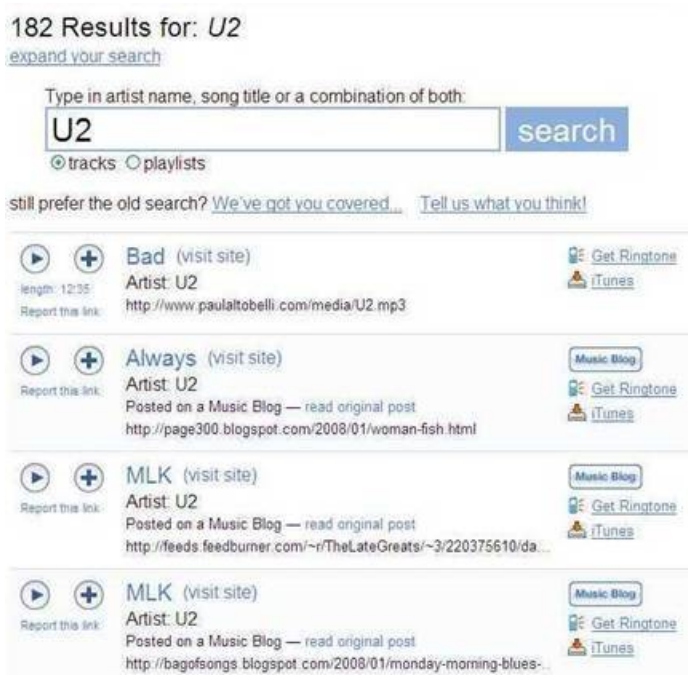 182 Results for: U2
expand your search
Type in artist name, song title or a combination of both:
U2 search
tracks playlists
still prefer the old search? We've got you covered... Tell us what you think!
Bad (visit site) Get Ringtone
Artist: U2 iTunes
length: 12:35
http://www.paulaltobelli.com/media/U2.mp3
Report this link
Always (visit site) Music Blog
Artist: U2 Get Ringtone
Report this link
Posted on a Music Blog — read original post iTunes
http://page300.blogspot.com/2008/01/woman-fish.html
MLK (visit site) Music Blog
Artist: U2 Get Ringtone
Report this link
Posted on a Music Blog — read original post iTunes
http://feeds.feedburner.com/~r/TheLateGreats/~3/220375610/da...
MLK (visit site) Music Blog
Artist: U2 Get Ringtone
Report this link
Posted on a Music Blog — read original post iTunes
http://bagofsongs.blogspot.com/2008/01/monday-morning-blues-..